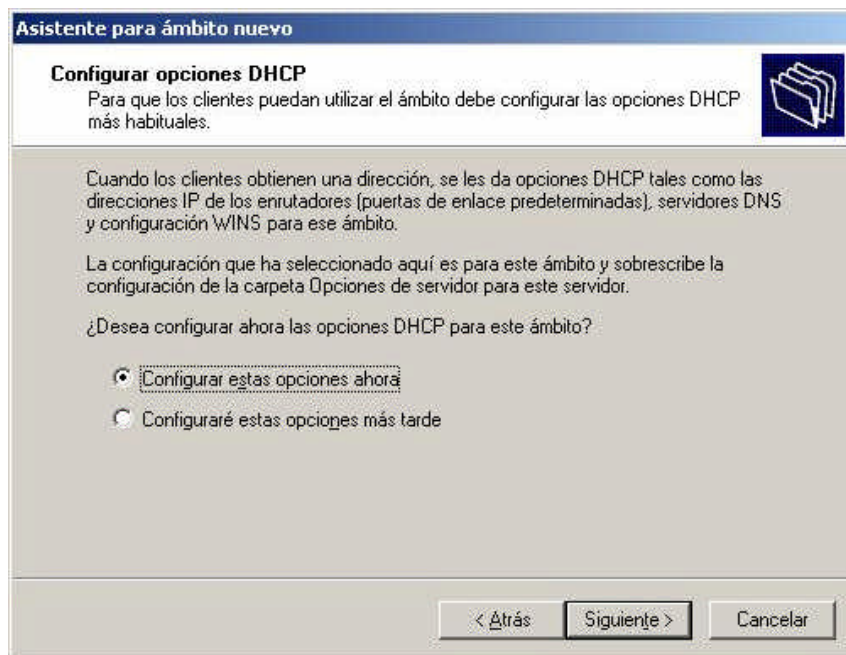 Asistente para ámbito nuevo
Configurar opciones DHCP
Para que los clientes puedan utilizar el ámbito debe configurar las opciones DHCP
más habituales.
Cuando los clientes obtienen una dirección, se les da opciones DHCP tales como las
direcciones IP de los enrutadores (puertas de enlace predeterminadas), servidores DNS
y configuración WINS para ese ámbito.
La configuración que ha seleccionado aquí es para este ámbito y sobrescribe la
configuración de la carpeta Opciones de servidor para este servidor.
¿Desea configurar ahora las opciones DHCP para este ámbito?
Configurar estas opciones ahora
Configuraré estas opciones más tarde
< Atrás
Siguiente >
Cancelar